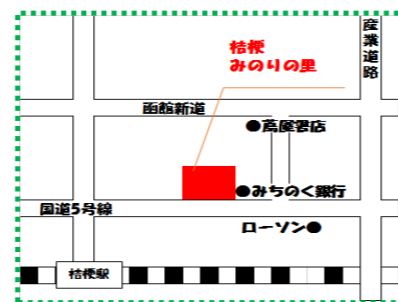 産業道路
桔梗
みのりの里
函館新道
●蔦屋書店
●みちのく銀行
国道5号線
ローソン●
桔梗駅